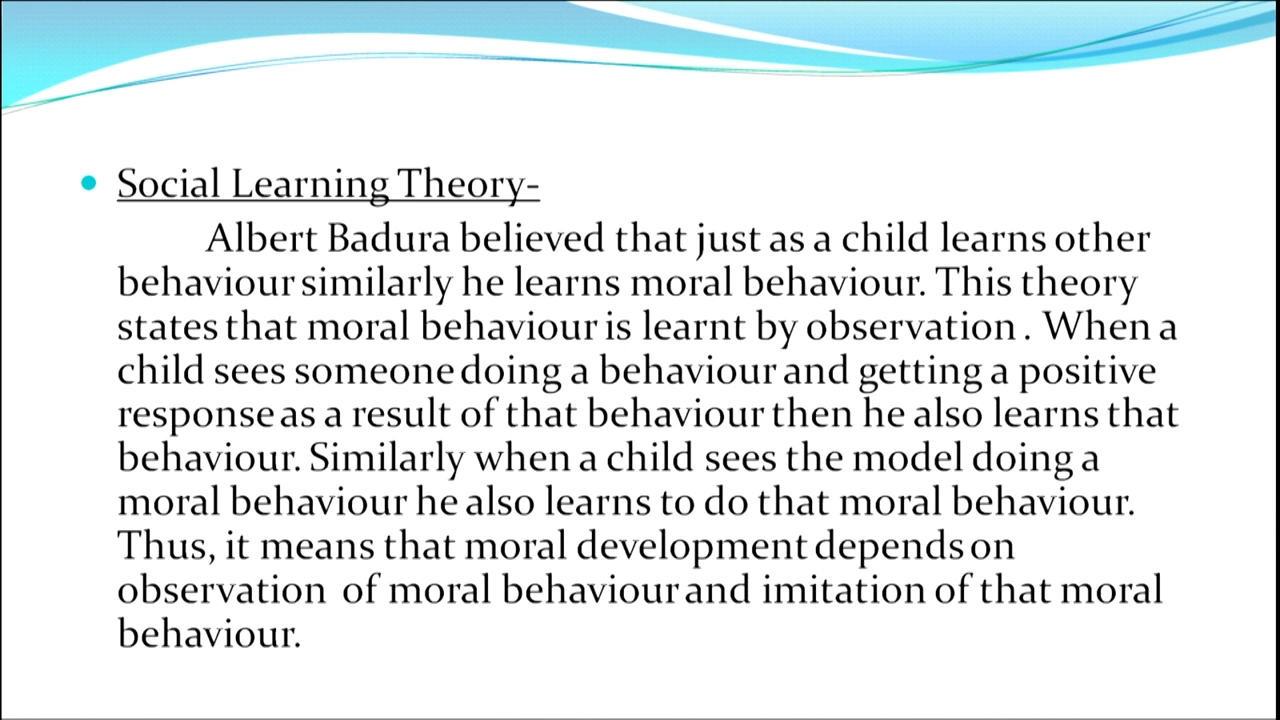 Social Learning Theory-
Albert Badura believed that just as a child learns other
behaviour similarly he learns moral behaviour. This theory
states that moral behaviour is learnt by observation . When a
child sees someone doing a behaviour and getting a positive
response as a result of that behaviour then he also learns that
behaviour. Similarly when a child sees the model doing a
moral behaviour he also learns to do that moral behaviour.
Thus, it means that moral development depends on
observation of moral behaviour and imitation of that moral
behaviour.